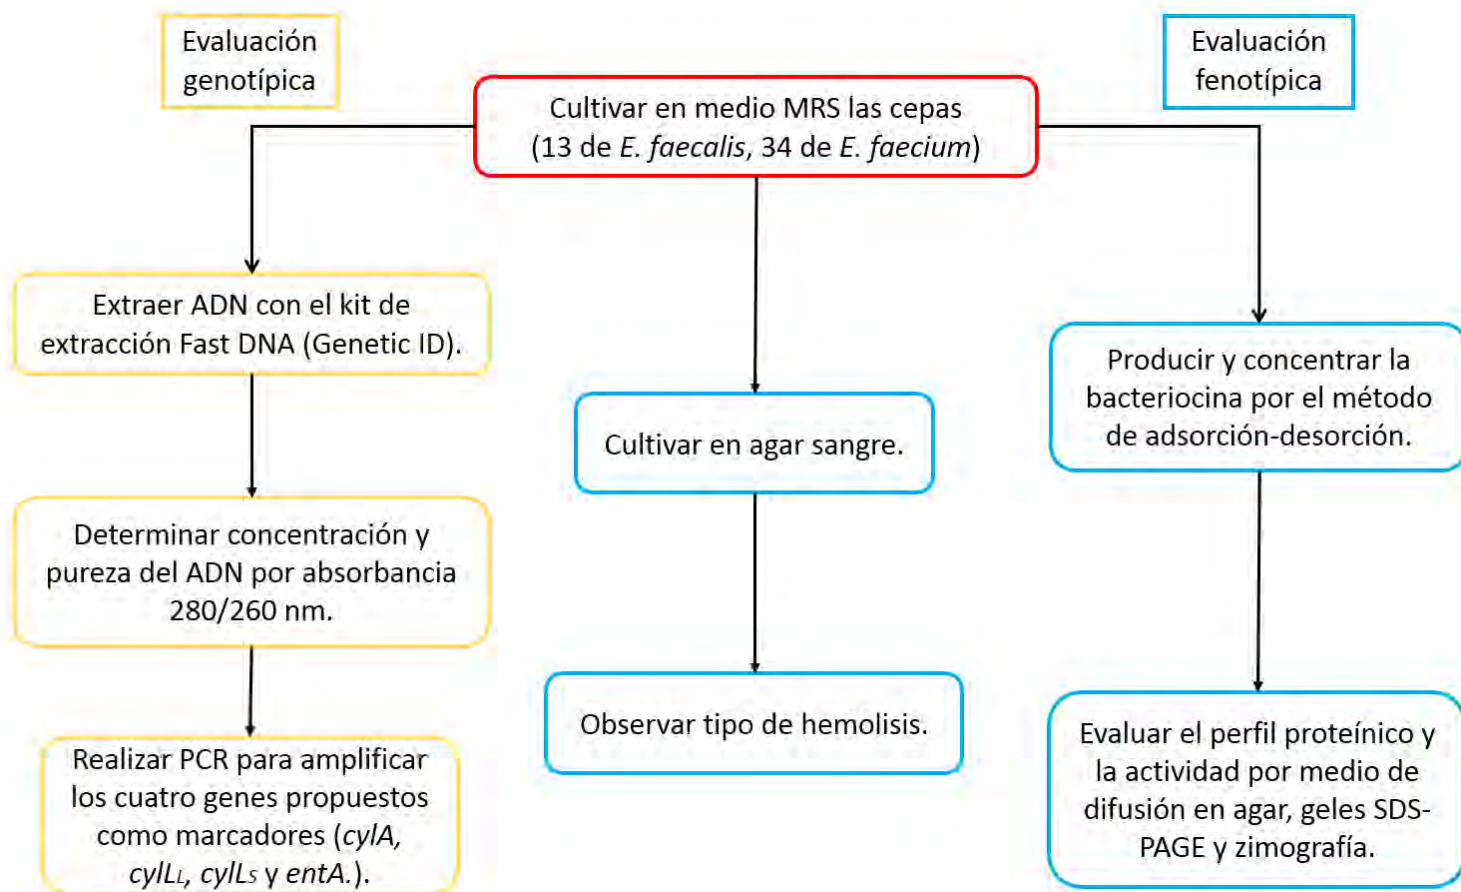 Evaluación
genotípica
Evaluación
fenotípica
Cultivar en medio MRS las cepas
(13 de E. faecalis, 34 de E. faecium)
Extraer ADN con el kit de
extracción Fast DNA (Genetic ID).
Determinar concentración y
pureza del ADN por absorbancia
280/260 nm.
Realizar PCR para amplificar
los cuatro genes propuestos
como marcadores (cylA,
cylLL, cylLS y entA.).
Cultivar en agar sangre.
Observar tipo de hemolisis.
Producir y concentrar la
bacteriocina por el método
de adsorción-desorción.
Evaluar el perfil proteínico y
la actividad por medio de
difusión en agar, geles SDS-
PAGE y zimografía.